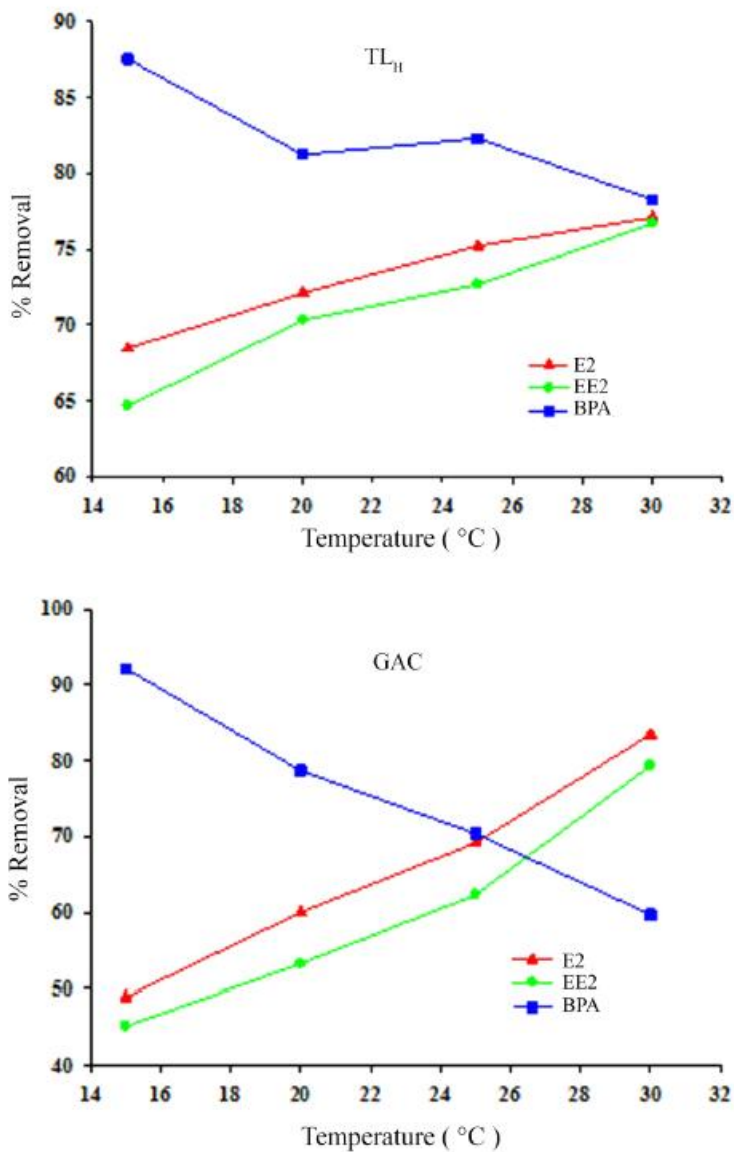 90
TL_H
85
80
75
70
65
60
% Removal
E2
EE2
BPA
14 16 18 20 22 24 26 28 30 32
Temperature ( °C )
100
GAC
90
80
70
60
50
40
% Removal
E2
EE2
BPA
14 16 18 20 22 24 26 28 30 32
Temperature ( °C )